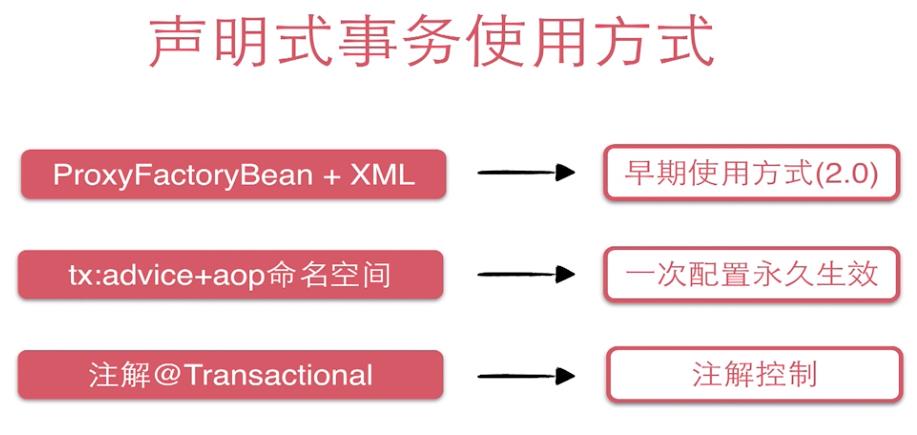 声明式事务使用方式
ProxyFactoryBean + XML
早期使用方式(2.0)
tx:advice+aop命名空间
一次配置永久生效
注解@Transactional
注解控制